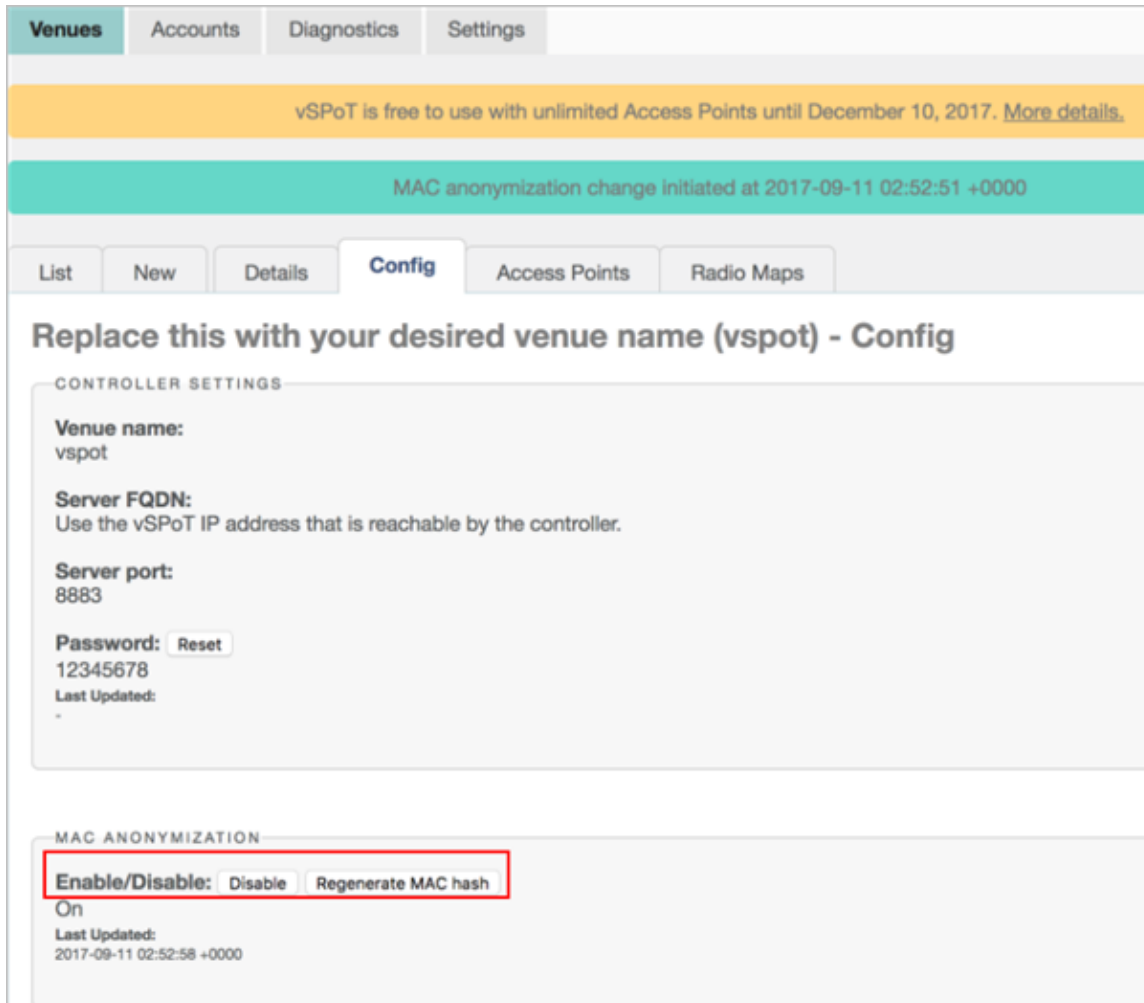 Venues Accounts Diagnostics Settings
vSPoT is free to use with unlimited Access Points until December 10, 2017. More details.
MAC anonymization change initiated at 2017-09-11 02:52:51 +0000
List New Details Config Access Points Radio Maps
Replace this with your desired venue name (vspot) - Config
CONTROLLER SETTINGS
Venue name:
vspot
Server FQDN:
Use the vSPoT IP address that is reachable by the controller.
Server port:
8883
Password: Reset
12345678
Last Updated:
-
MAC ANONYMIZATION
Enable/Disable: Disable Regenerate MAC hash
On
Last Updated:
2017-09-11 02:52:58 +0000